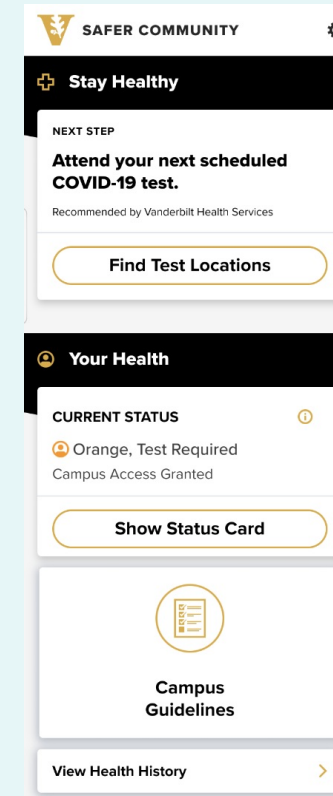 SAFER COMMUNITY
Stay Healthy
NEXT STEP
Attend your next scheduled
COVID-19 test.
Recommended by Vanderbilt Health Services
Find Test Locations
Your Health
CURRENT STATUS
Orange, Test Required
Campus Access Granted
Show Status Card
Campus
Guidelines
View Health History